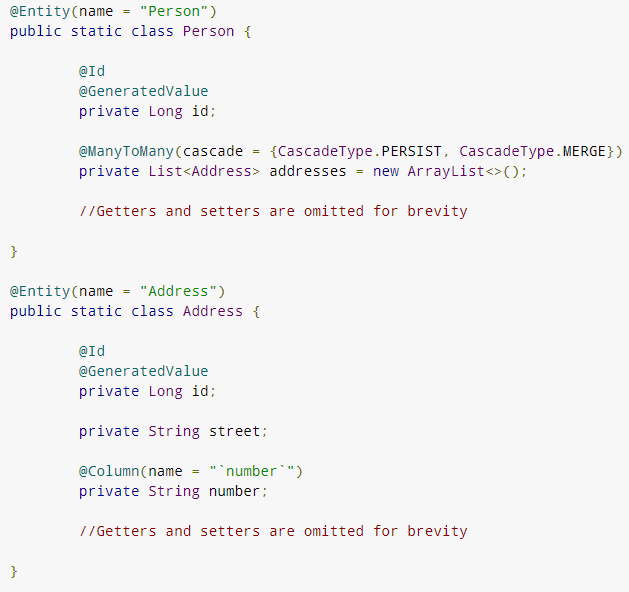 @Entity(name = "Person")
public static class Person {
@Id
@GeneratedValue
private Long id;
@ManyToMany(cascade = {CascadeType.PERSIST, CascadeType.MERGE})
private List<Address> addresses = new ArrayList<>();
//Getters and setters are omitted for brevity
}
@Entity(name = "Address")
public static class Address {
@Id
@GeneratedValue
private Long id;
private String street;
@Column(name = "`number`")
private String number;
//Getters and setters are omitted for brevity
}